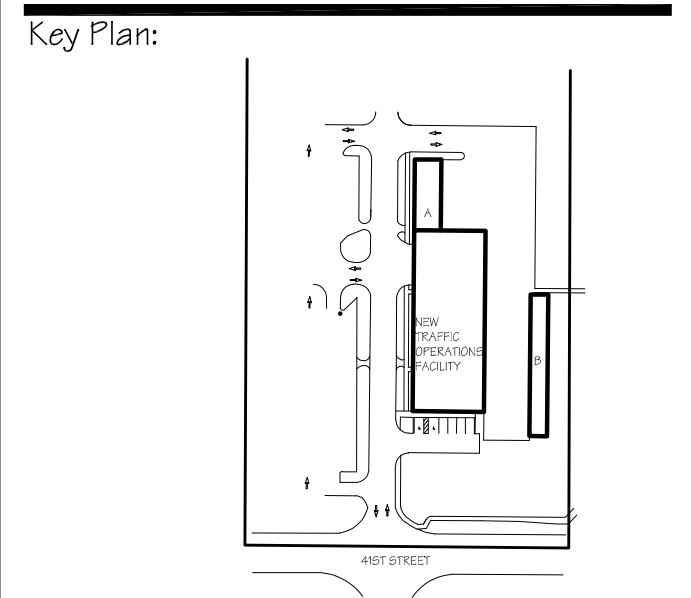 Key Plan:
A
NEW
TRAFFIC
OPERATIONS
FACILITY
B
41ST STREET